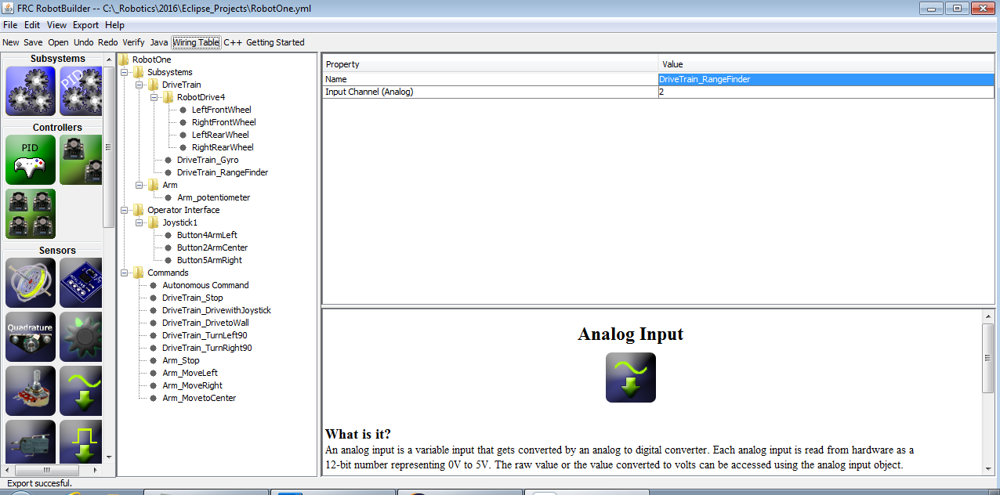 FRC RobotBuilder -- C:\_Robotics\2016\Eclipse_Projects\RobotOne.yml
File Edit View Export Help
New Save Open Undo Redo Verify Java Wiring Table C++ Getting Started
Subsystems
PID
Controllers
PID
Sensors
Quadrature
RobotOne
Subsystems
DriveTrain
RobotDrive4
LeftFrontWheel
RightFrontWheel
LeftRearWheel
RightRearWheel
DriveTrain_Gyro
DriveTrain_RangeFinder
Arm
Arm_potentiometer
Operator Interface
Joystick1
Button4ArmLeft
Button2ArmCenter
Button5ArmRight
Commands
Autonomous Command
DriveTrain_Stop
DriveTrain_DrivewithJoystick
DriveTrain_DrivetoWall
DriveTrain_TurnLeft90
DriveTrain_TurnRight90
Arm_Stop
Arm_MoveLeft
Arm_MoveRight
Arm_MovetoCenter
Property Value
Name DriveTrain_RangeFinder
Input Channel (Analog) 2
Analog Input
What is it?
An analog input is a variable input that gets converted by an analog to digital converter. Each analog input is read from hardware as a
12-bit number representing 0V to 5V. The raw value or the value converted to volts can be accessed using the analog input object.
Export succesful.